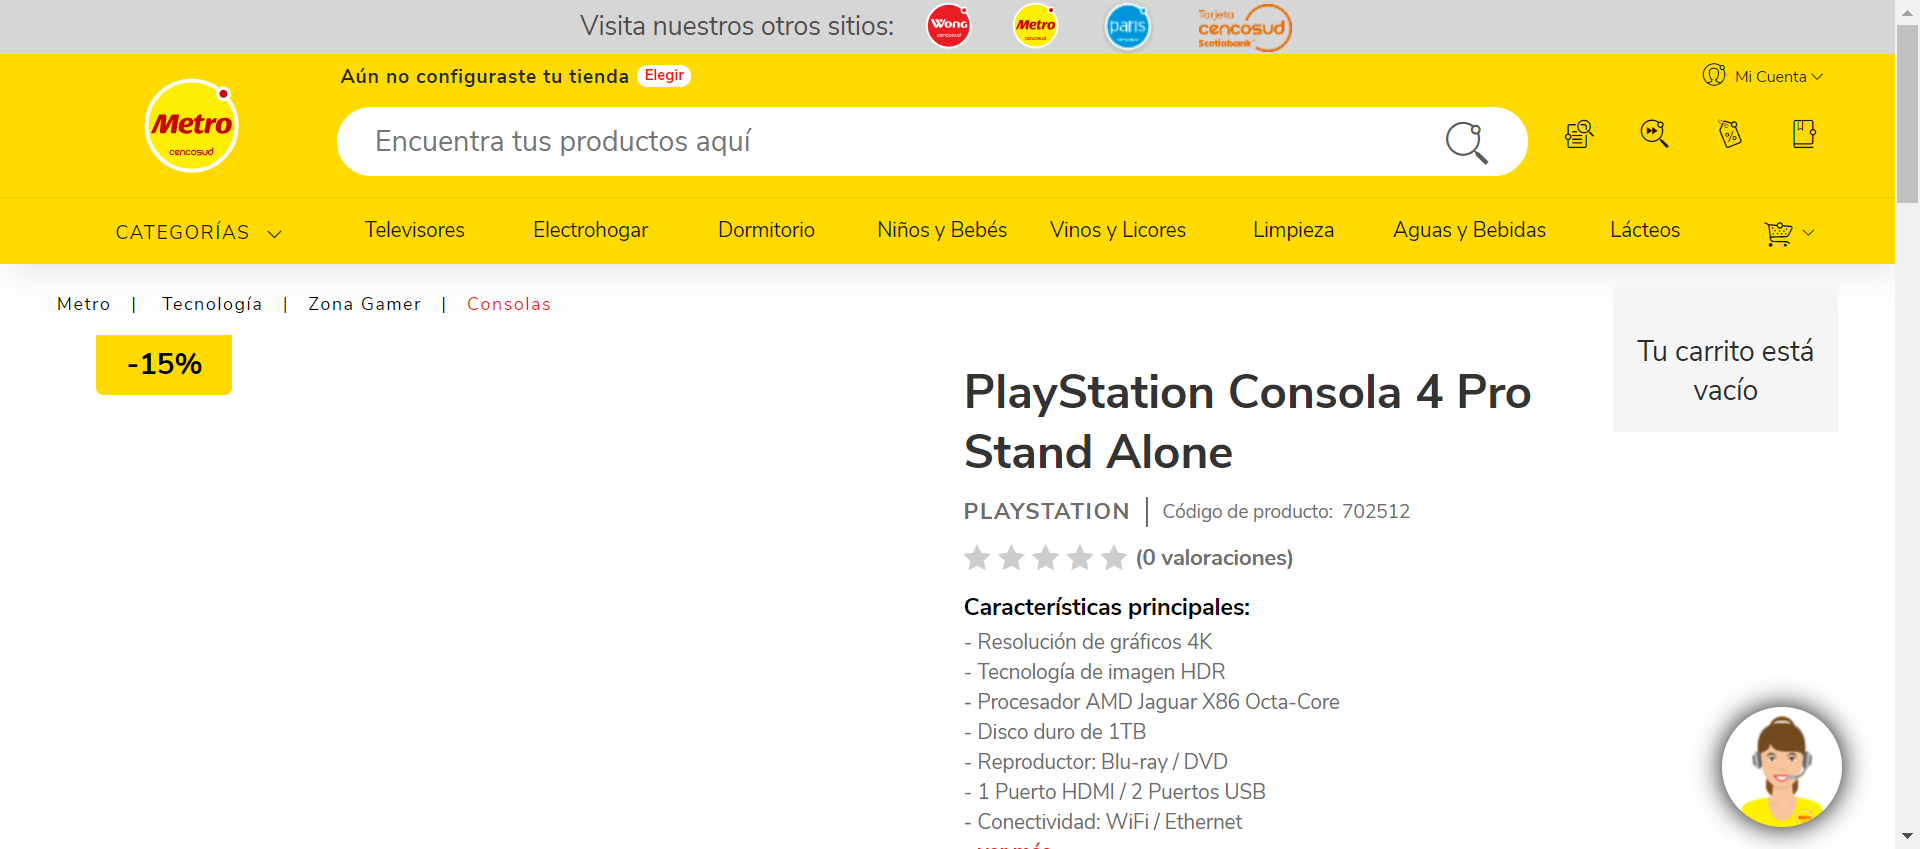 Visita nuestros otros sitios:
Wong
cencosud
Metro
cencosud
paris
Tarjeta
cencosud
Scotiabank
Aún no configuraste tu tienda Elegir
Mi Cuenta
Metro
cencosud
Encuentra tus productos aquí
%
CATEGORÍAS
Televisores
Electrohogar
Dormitorio
Niños y Bebés
Vinos y Licores
Limpieza
Aguas y Bebidas
Lácteos
Metro | Tecnología | Zona Gamer | Consolas
-15%
Tu carrito está
vacío
PlayStation Consola 4 Pro
Stand Alone
PLAYSTATION | Código de producto: 702512
(0 valoraciones)
Características principales:
- Resolución de gráficos 4K
- Tecnología de imagen HDR
- Procesador AMD Jaguar X86 Octa-Core
- Disco duro de 1TB
- Reproductor: Blu-ray / DVD
- 1 Puerto HDMI / 2 Puertos USB
- Conectividad: WiFi / Ethernet